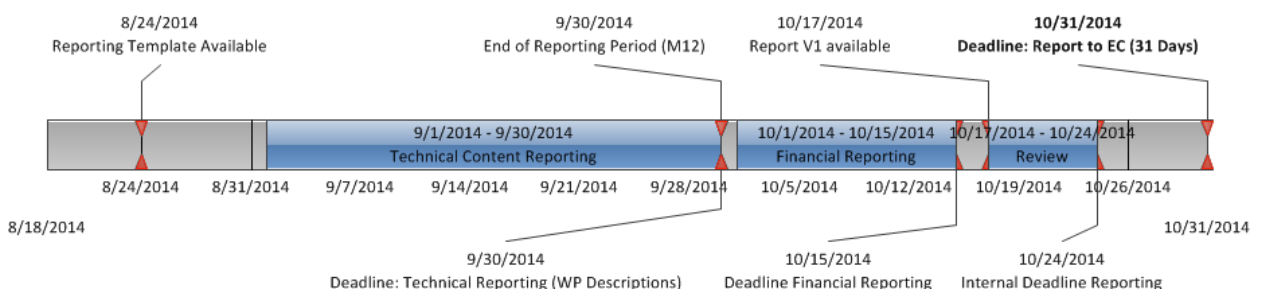 8/24/2014
Reporting Template Available
9/30/2014
End of Reporting Period (M12)
10/17/2014
Report V1 available
10/31/2014
Deadline: Report to EC (31 Days)
9/1/2014 - 9/30/2014
Technical Content Reporting
10/1/2014 - 10/15/2014
Financial Reporting
10/17/2014 - 10/24/2014
Review
8/24/2014
8/31/2014
9/7/2014
9/14/2014
9/21/2014
9/28/2014
10/5/2014
10/12/2014
10/19/2014
10/26/2014
8/18/2014
10/31/2014
9/30/2014
Deadline: Technical Reporting (WP Descriptions)
10/15/2014
Deadline Financial Reporting
10/24/2014
Internal Deadline Reporting